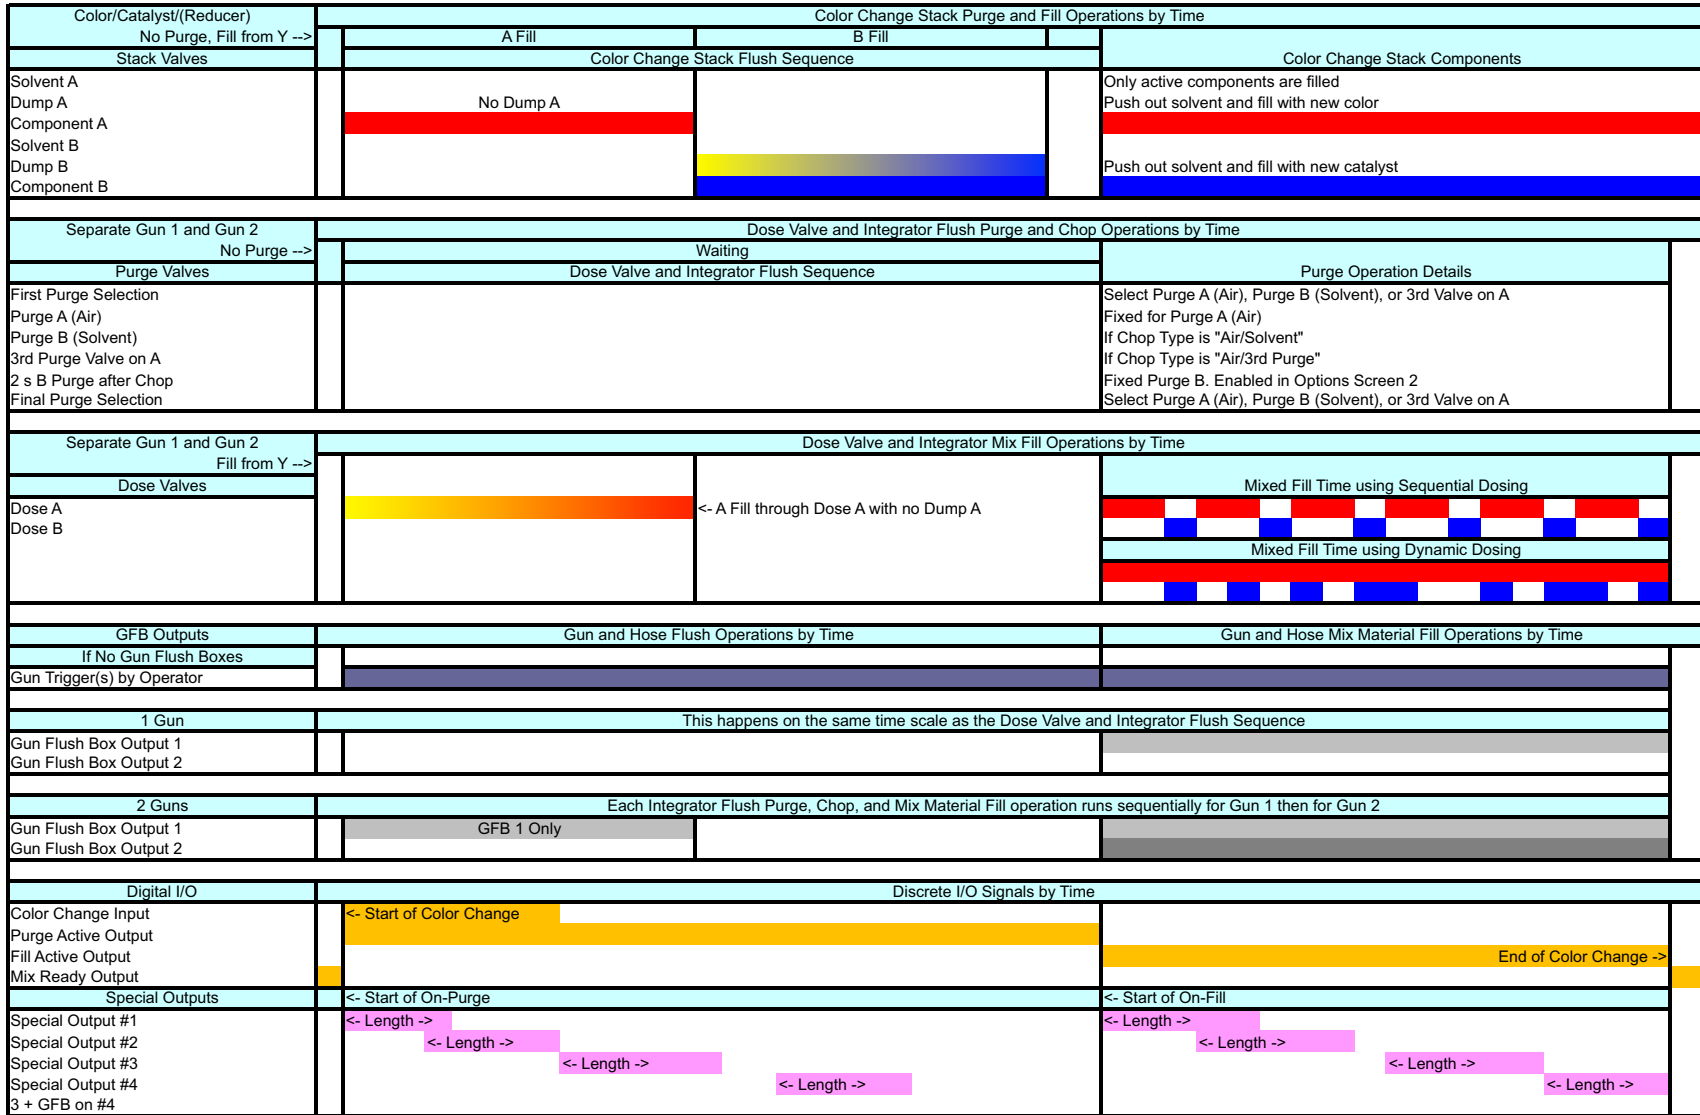 Color/Catalyst/(Reducer)
Color Change Stack Purge and Fill Operations by Time
No Purge, Fill from Y -->
A Fill
B Fill
Stack Valves
Color Change Stack Flush Sequence
Color Change Stack Components
Solvent A
Only active components are filled
Dump A
No Dump A
Push out solvent and fill with new color
Component A
Solvent B
Dump B
Push out solvent and fill with new catalyst
Component B
Separate Gun 1 and Gun 2
Dose Valve and Integrator Flush Purge and Chop Operations by Time
No Purge -->
Waiting
Purge Valves
Dose Valve and Integrator Flush Sequence
Purge Operation Details
First Purge Selection
Select Purge A (Air), Purge B (Solvent), or 3rd Valve on A
Purge A (Air)
Fixed for Purge A (Air)
Purge B (Solvent)
If Chop Type is "Air/Solvent"
3rd Purge Valve on A
If Chop Type is "Air/3rd Purge"
2 s B Purge after Chop
Fixed Purge B. Enabled in Options Screen 2
Final Purge Selection
Select Purge A (Air), Purge B (Solvent), or 3rd Valve on A
Separate Gun 1 and Gun 2
Dose Valve and Integrator Mix Fill Operations by Time
Fill from Y -->
Dose Valves
Mixed Fill Time using Sequential Dosing
Dose A
<- A Fill through Dose A with no Dump A
Dose B
Mixed Fill Time using Dynamic Dosing
GFB Outputs
Gun and Hose Flush Operations by Time
Gun and Hose Mix Material Fill Operations by Time
If No Gun Flush Boxes
Gun Trigger(s) by Operator
1 Gun
This happens on the same time scale as the Dose Valve and Integrator Flush Sequence
Gun Flush Box Output 1
Gun Flush Box Output 2
2 Guns
Each Integrator Flush Purge, Chop, and Mix Material Fill operation runs sequentially for Gun 1 then for Gun 2
Gun Flush Box Output 1
GFB 1 Only
Gun Flush Box Output 2
Digital I/O
Discrete I/O Signals by Time
Color Change Input
<- Start of Color Change
Purge Active Output
Fill Active Output
End of Color Change ->
Mix Ready Output
Special Outputs
<- Start of On-Purge
<- Start of On-Fill
Special Output #1
<- Length ->
<- Length ->
Special Output #2
<- Length ->
<- Length ->
Special Output #3
<- Length ->
<- Length ->
Special Output #4
<- Length ->
<- Length ->
3 + GFB on #4